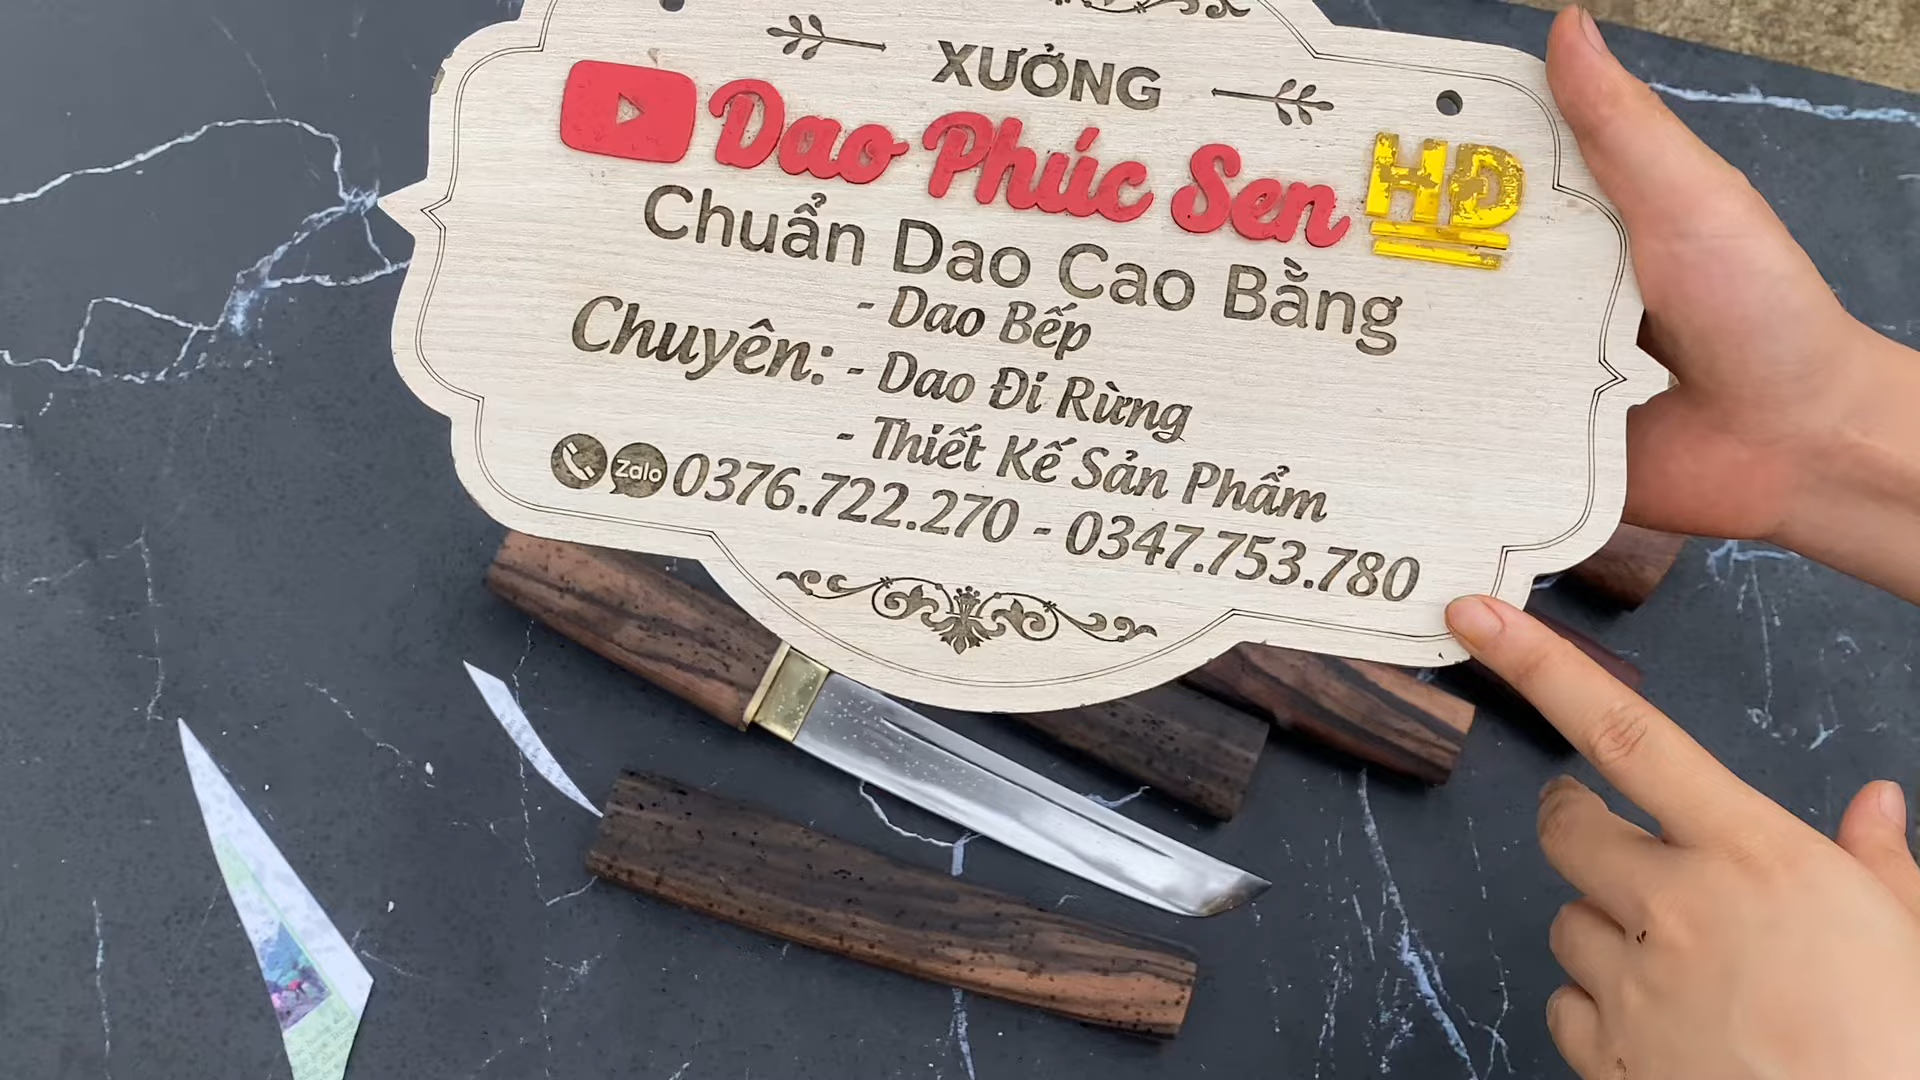 XƯỞNG
Dao Phúc Sen HD
Chuẩn Dao Cao Bằng
Chuyên: - Dao Bếp
- Dao Đi Rừng
- Thiết Kế Sản Phẩm
Zalo 0376.722.270 - 0347.753.780